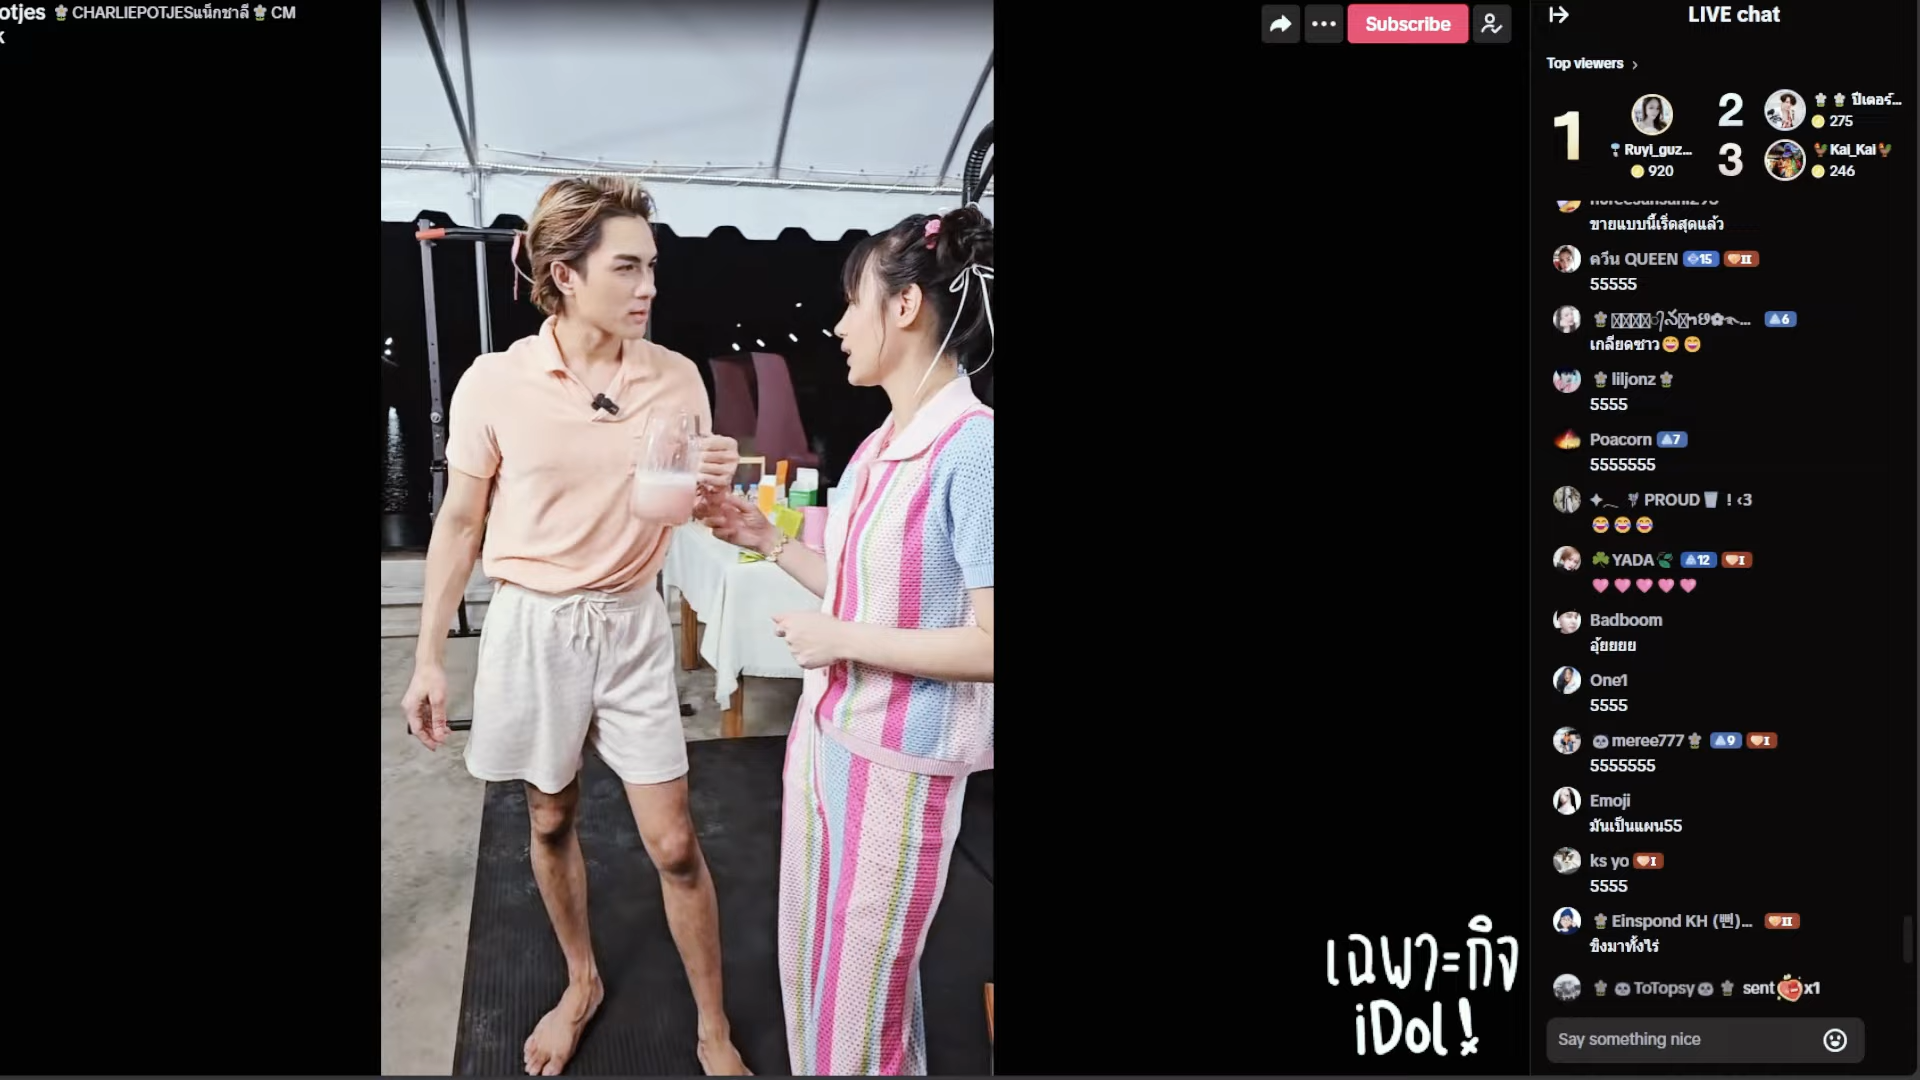 otjes CHARLIEPOTJESแน็กชาลี CM
k
Subscribe
LIVE chat
Top viewers
1
Ruyi_guz...
920
2
ปีเตอร์...
275
3
Kai_Kai
246
ขายแบบนี้เริ่ดสุดแล้ว
ควีน QUEEN 15 II
55555
6
เกลียดซาว😂😂
liljonz
5555
Poacorn 7
5555555
PROUD ! ‹3
😂😂😂
YADA 12 I
Badboom
อุ้ยยยย
One1
5555
meree777 9 I
5555555
Emoji
มันเป็นแผน55
ks yo I
5555
Einspond KH (뻔)... II
ขิงมาทั้งไร่
ToTopsy sent x1
Say something nice
เฉพาะกิจ
iDol!